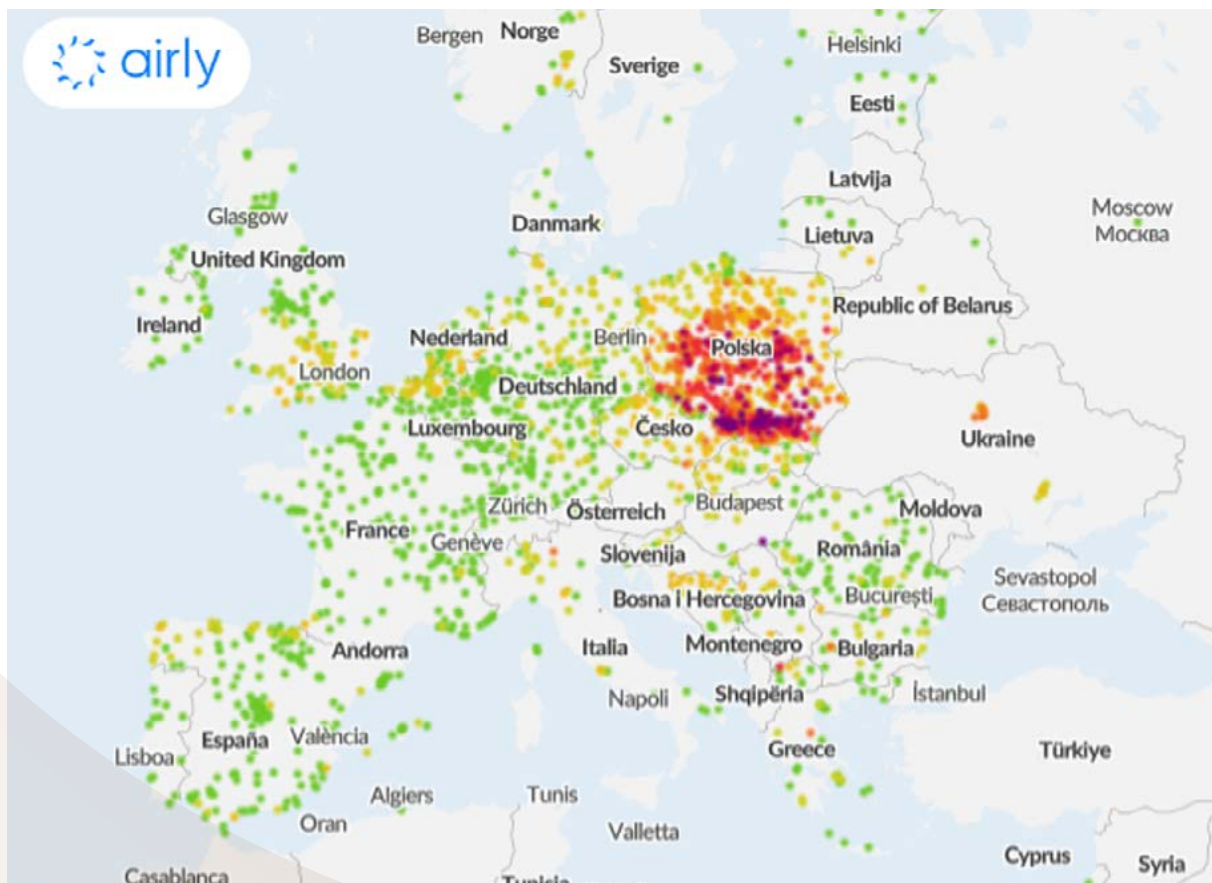 airly
Bergen
Norge
Sverige
Helsinki
Eesti
Latvija
Moscow
Москва
Glasgow
Danmark
Lietuva
United Kingdom
Republic of Belarus
Ireland
Nederland
Berlin
Polska
London
Deutschland
Luxembourg
Česko
Ukraine
Zürich
Österreich
Budapest
Moldova
France
Genève
Slovenija
România
Sevastopol
Севастополь
Bosna i Hercegovina
București
Andorra
Italia
Montenegro
Bulgaria
Napoli
Shqipëria
İstanbul
Lisboa
España
València
Greece
Türkiye
Algiers
Tunis
Oran
Valletta
Cyprus
Syria
Casablanca
Tunisia